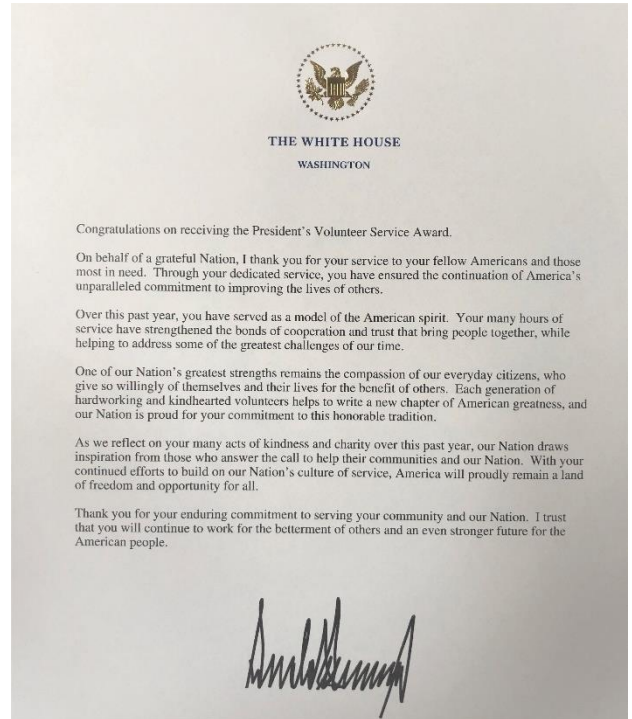 THE WHITE HOUSE
WASHINGTON
Congratulations on receiving the President's Volunteer Service Award.
On behalf of a grateful Nation, I thank you for your service to your fellow Americans and those
most in need. Through your dedicated service, you have ensured the continuation of America's
unparalleled commitment to improving the lives of others.
Over this past year, you have served as a model of the American spirit. Your many hours of
service have strengthened the bonds of cooperation and trust that bring people together, while
helping to address some of the greatest challenges of our time.
One of our Nation's greatest strengths remains the compassion of our everyday citizens, who
give so willingly of themselves and their lives for the benefit of others. Each generation of
hardworking and kindhearted volunteers helps to write a new chapter of American greatness, and
our Nation is proud for your commitment to this honorable tradition.
As we reflect on your many acts of kindness and charity over this past year, our Nation draws
inspiration from those who answer the call to help their communities and our Nation. With your
continued efforts to build on our Nation's culture of service, America will proudly remain a land
of freedom and opportunity for all.
Thank you for your enduring commitment to serving your community and our Nation. I trust
that you will continue to work for the betterment of others and an even stronger future for the
American people.